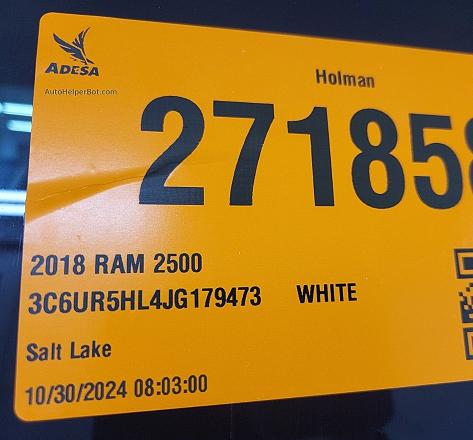 ADESA
AutoHelperBot.com
Holman
27185
2018 RAM 2500
3C6UR5HL4JG179473 WHITE
Salt Lake
10/30/2024 08:03:00